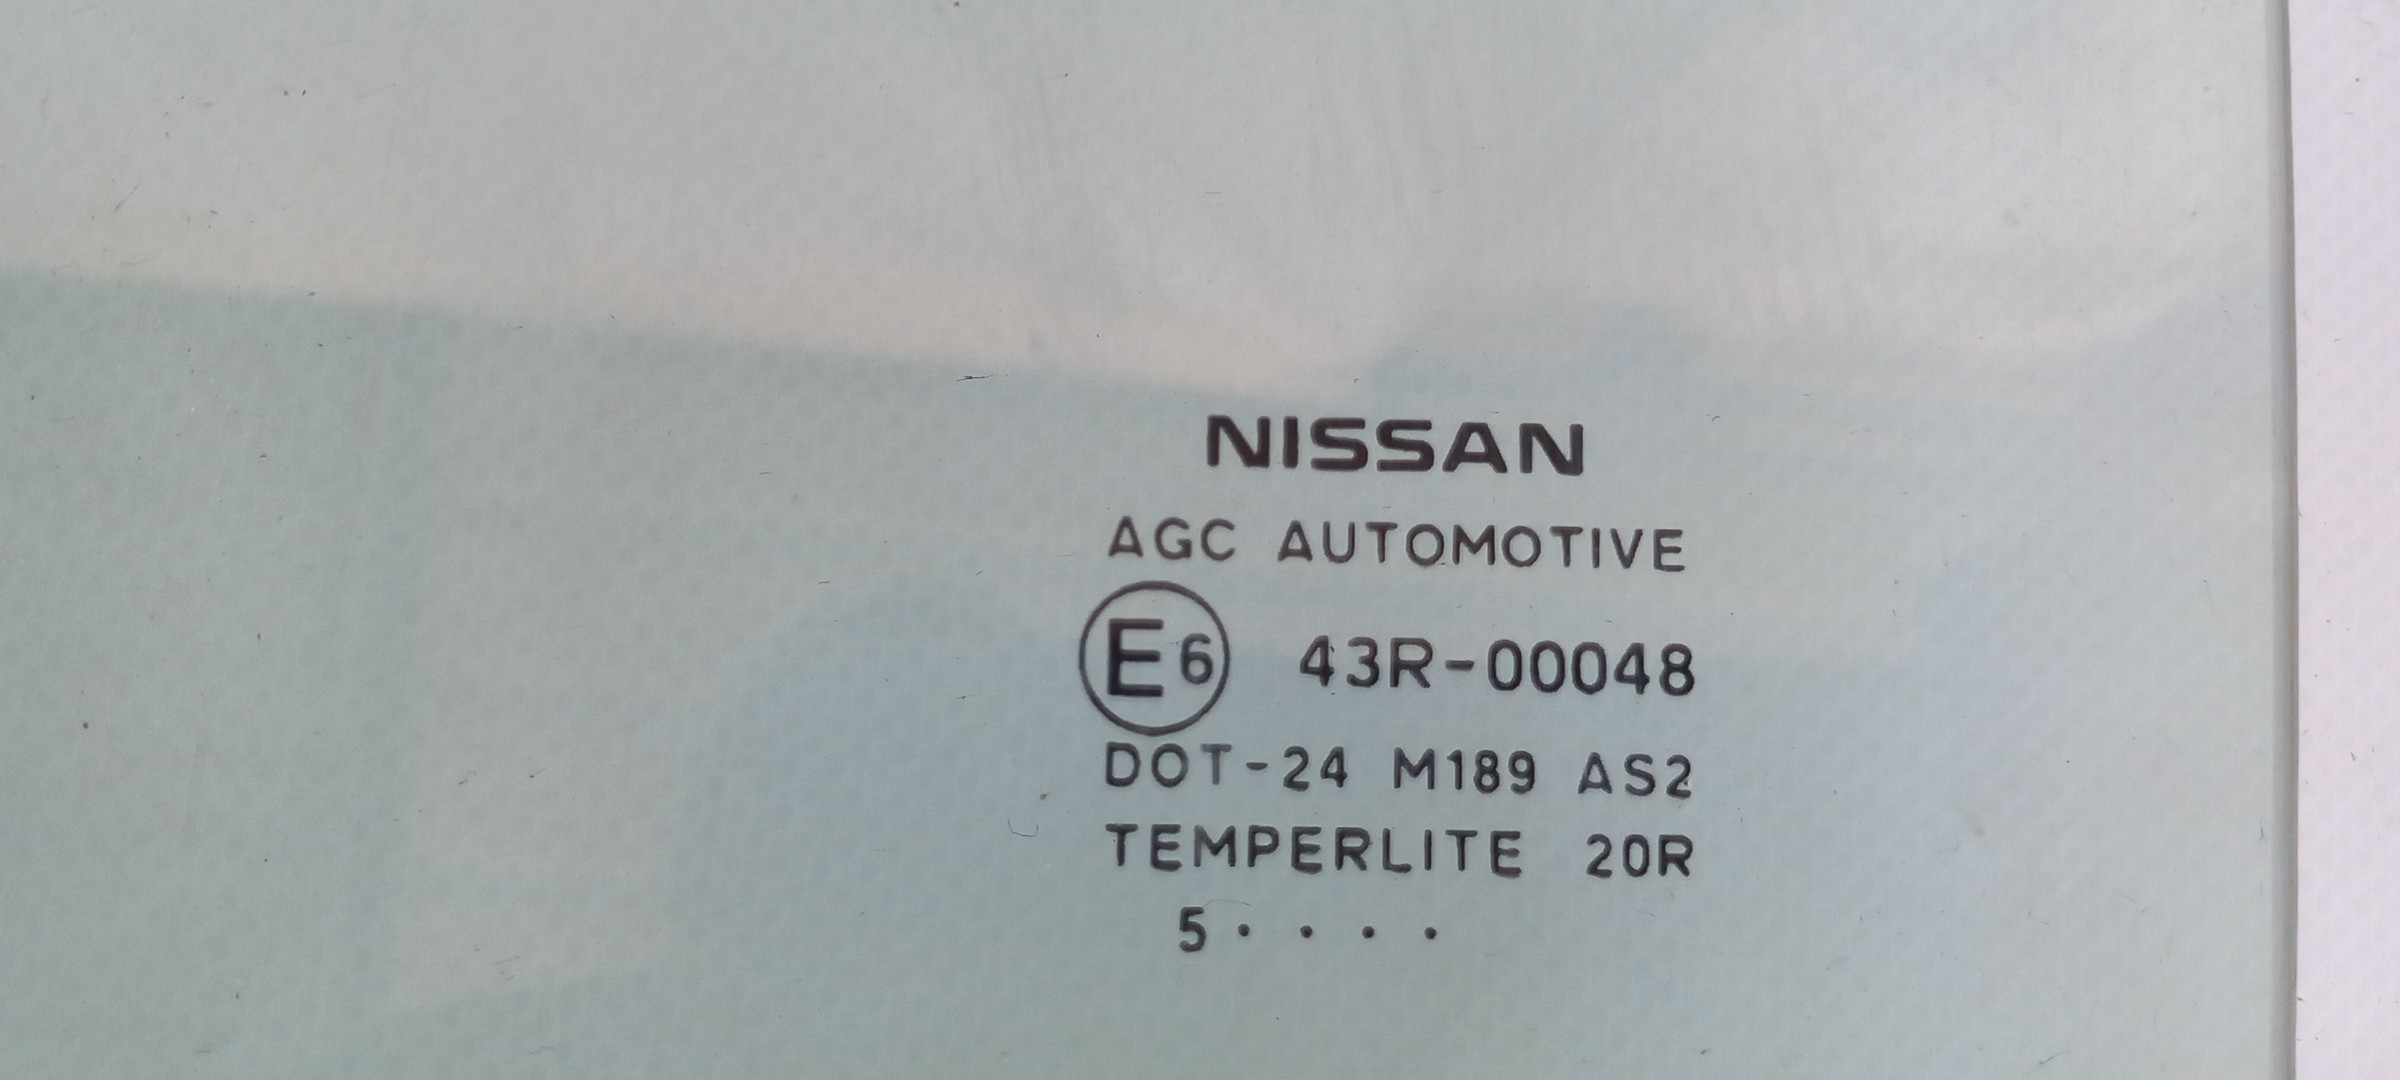 NISSAN
AGC AUTOMOTIVE
E6 43R-00048
DOT-24 M189 AS2
TEMPERLITE 20R
5····